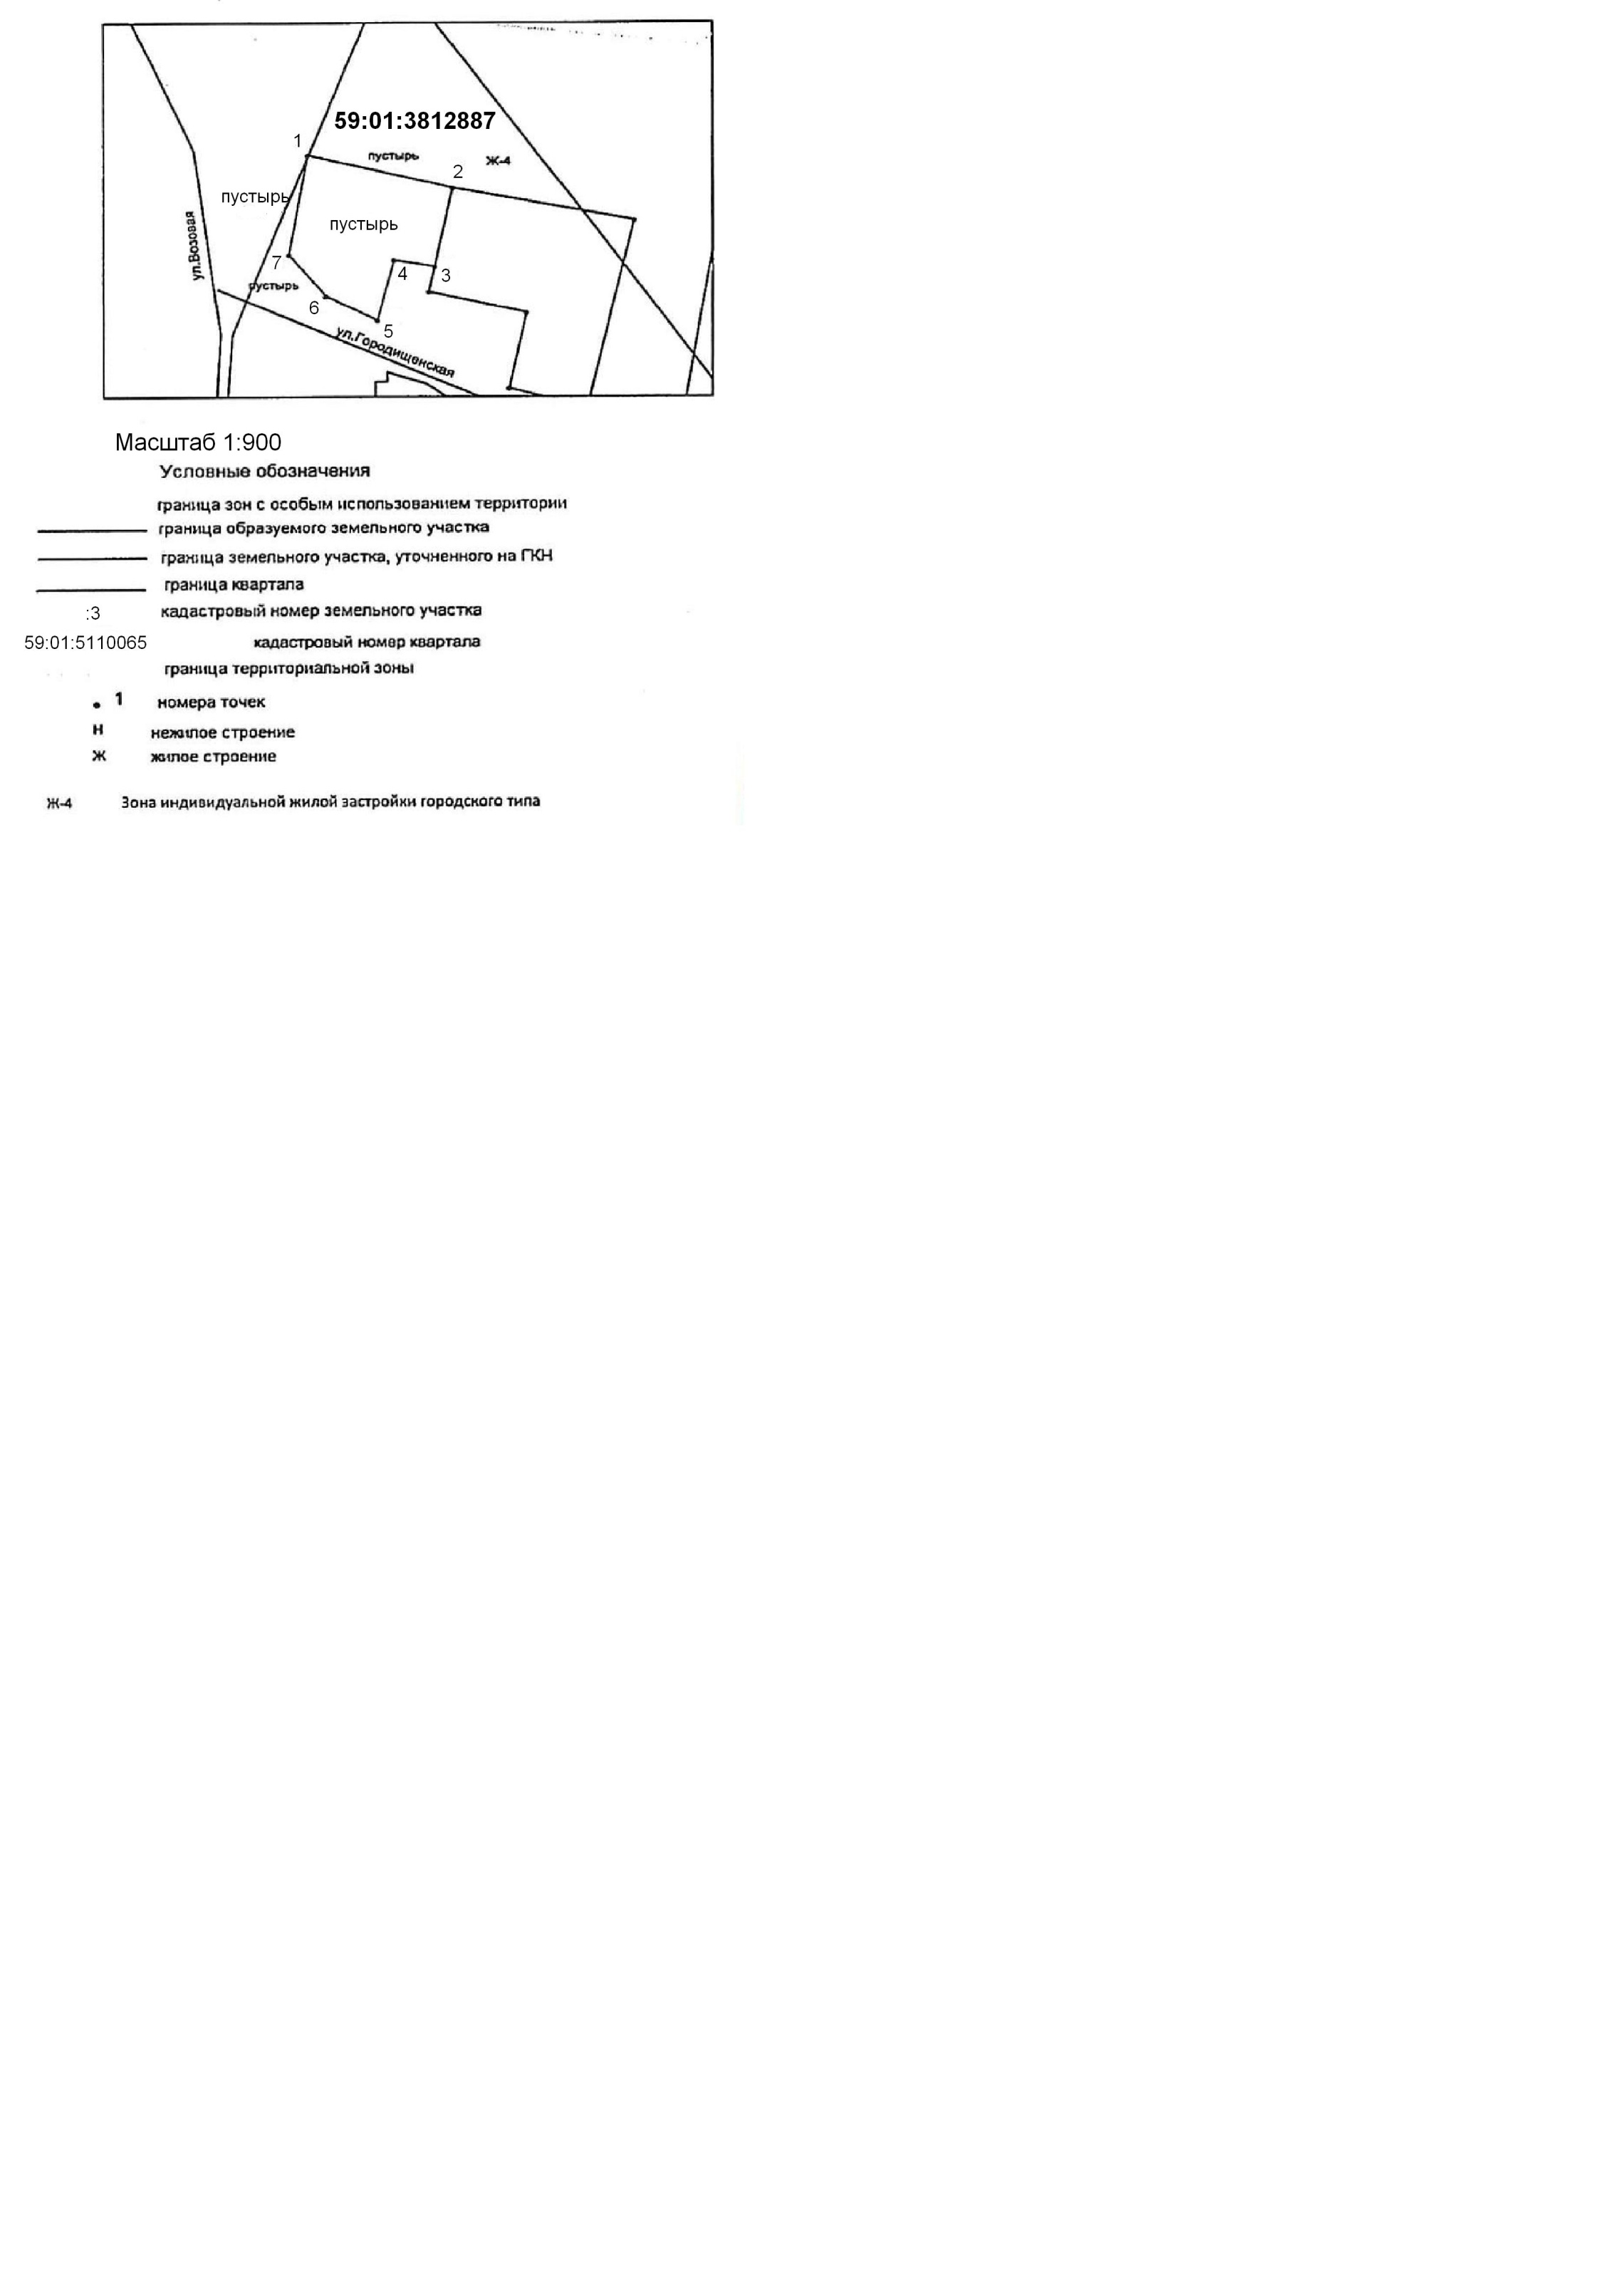 59:01:3812887
1
пустырь
Ж-4
2
пустырь
пустырь
ул.Возовая
7
4
3
пустырь
6
5
ул.Городищенская
Масштаб 1:900
Условные обозначения
граница зон с особым использованием территории
граница образуемого земельного участка
граница земельного участка, уточненного на ГКН
граница квартала
:3 кадастровый номер земельного участка
59:01:5110065 кадастровый номер квартала
граница территориальной зоны
1 номера точек
Н нежилое строение
Ж жилое строение
Ж-4 Зона индивидуальной жилой застройки городского типа